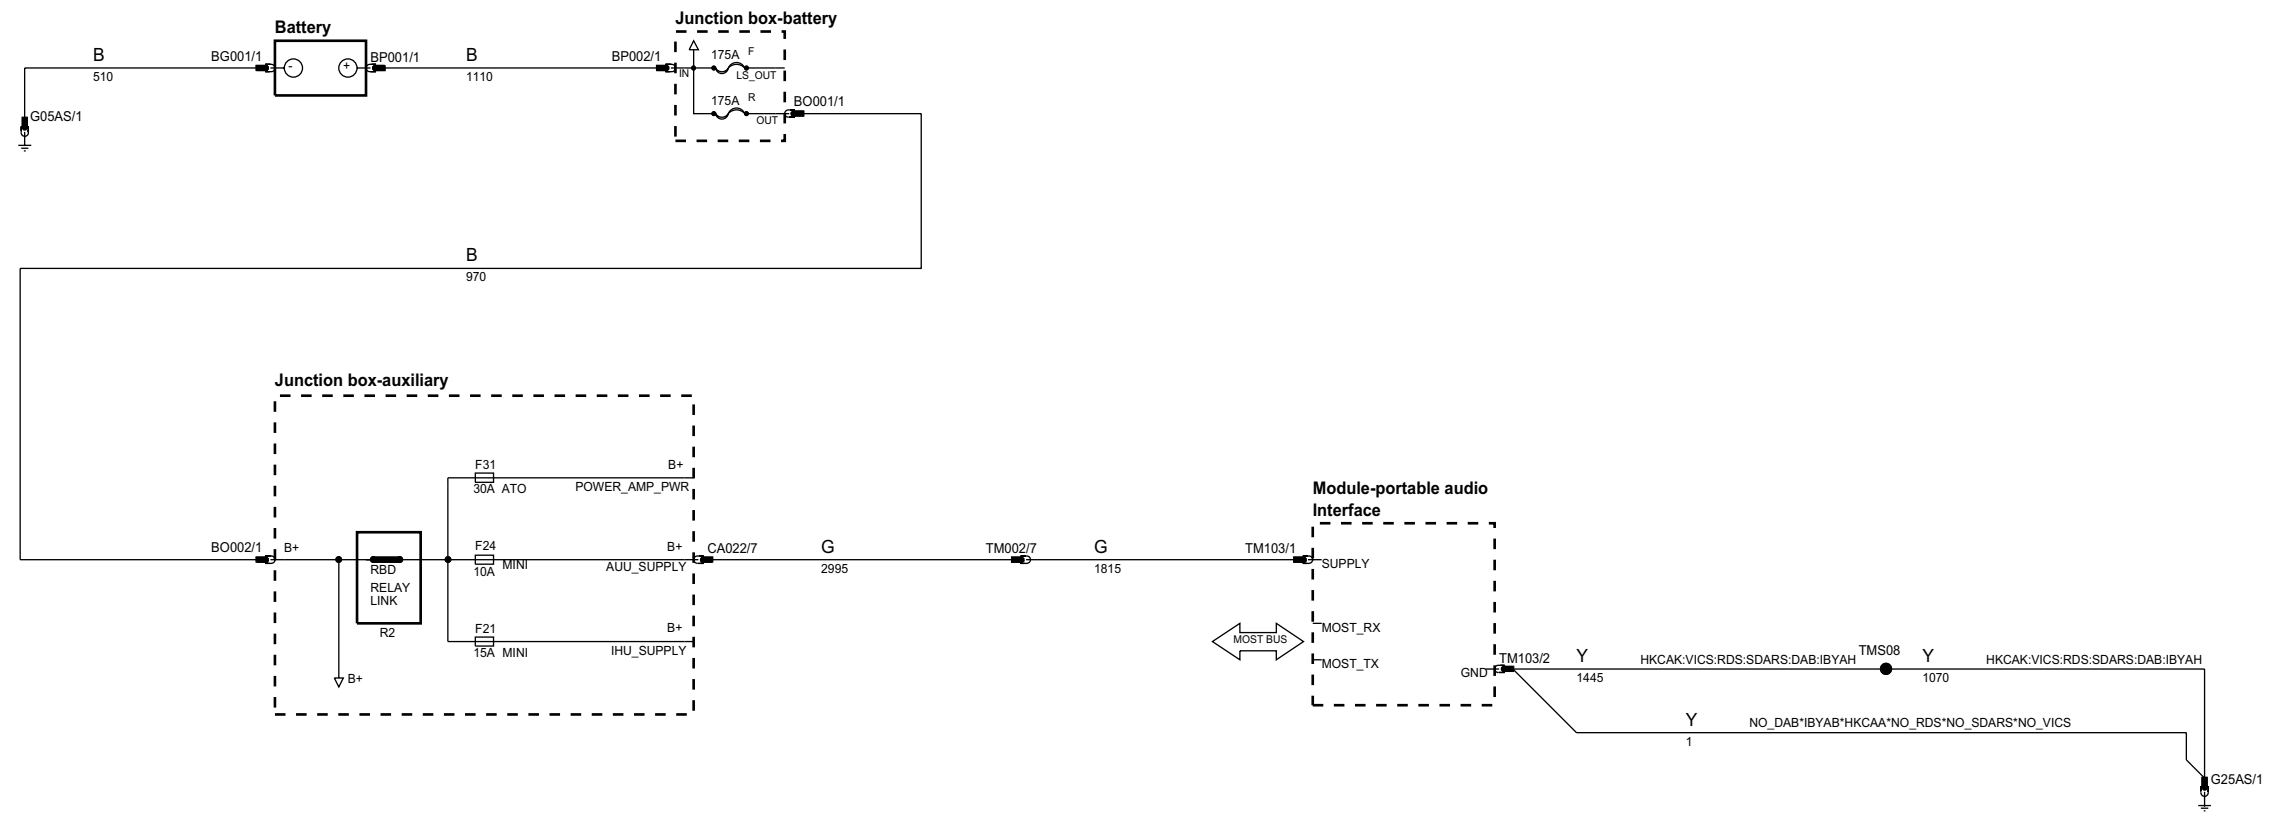 Junction box-battery
Battery
B
BG001/1
-
+
BP001/1
B
BP002/1
175A
F
510
1110
IN
LS_OUT
175A
R
BO001/1
OUT
G05AS/1
B
970
Junction box-auxiliary
F31
B+
30A ATO
POWER_AMP_PWR
BO002/1
B+
F24
B+
CA022/7
G
TM002/7
G
TM103/1
10A MINI
AUU_SUPPLY
2995
1815
RBD
RELAY
LINK
R2
F21
B+
15A MINI
IHU_SUPPLY
B+
Module-portable audio
Interface
SUPPLY
MOST_RX
MOST BUS
MOST_TX
GND
TM103/2
Y
HKCAK:VICS:RDS:SDARS:DAB:IBYAH
TMS08
Y
HKCAK:VICS:RDS:SDARS:DAB:IBYAH
1445
1070
Y
NO_DAB*IBYAB*HKCAA*NO_RDS*NO_SDARS*NO_VICS
1
G25AS/1